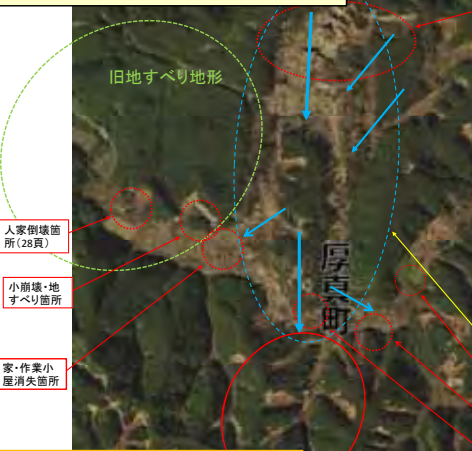 旧地すべり地形
人家倒壊箇
所(28頁)
小崩壊・地
すべり箇所
家・作業小
屋消失箇所
厚真町